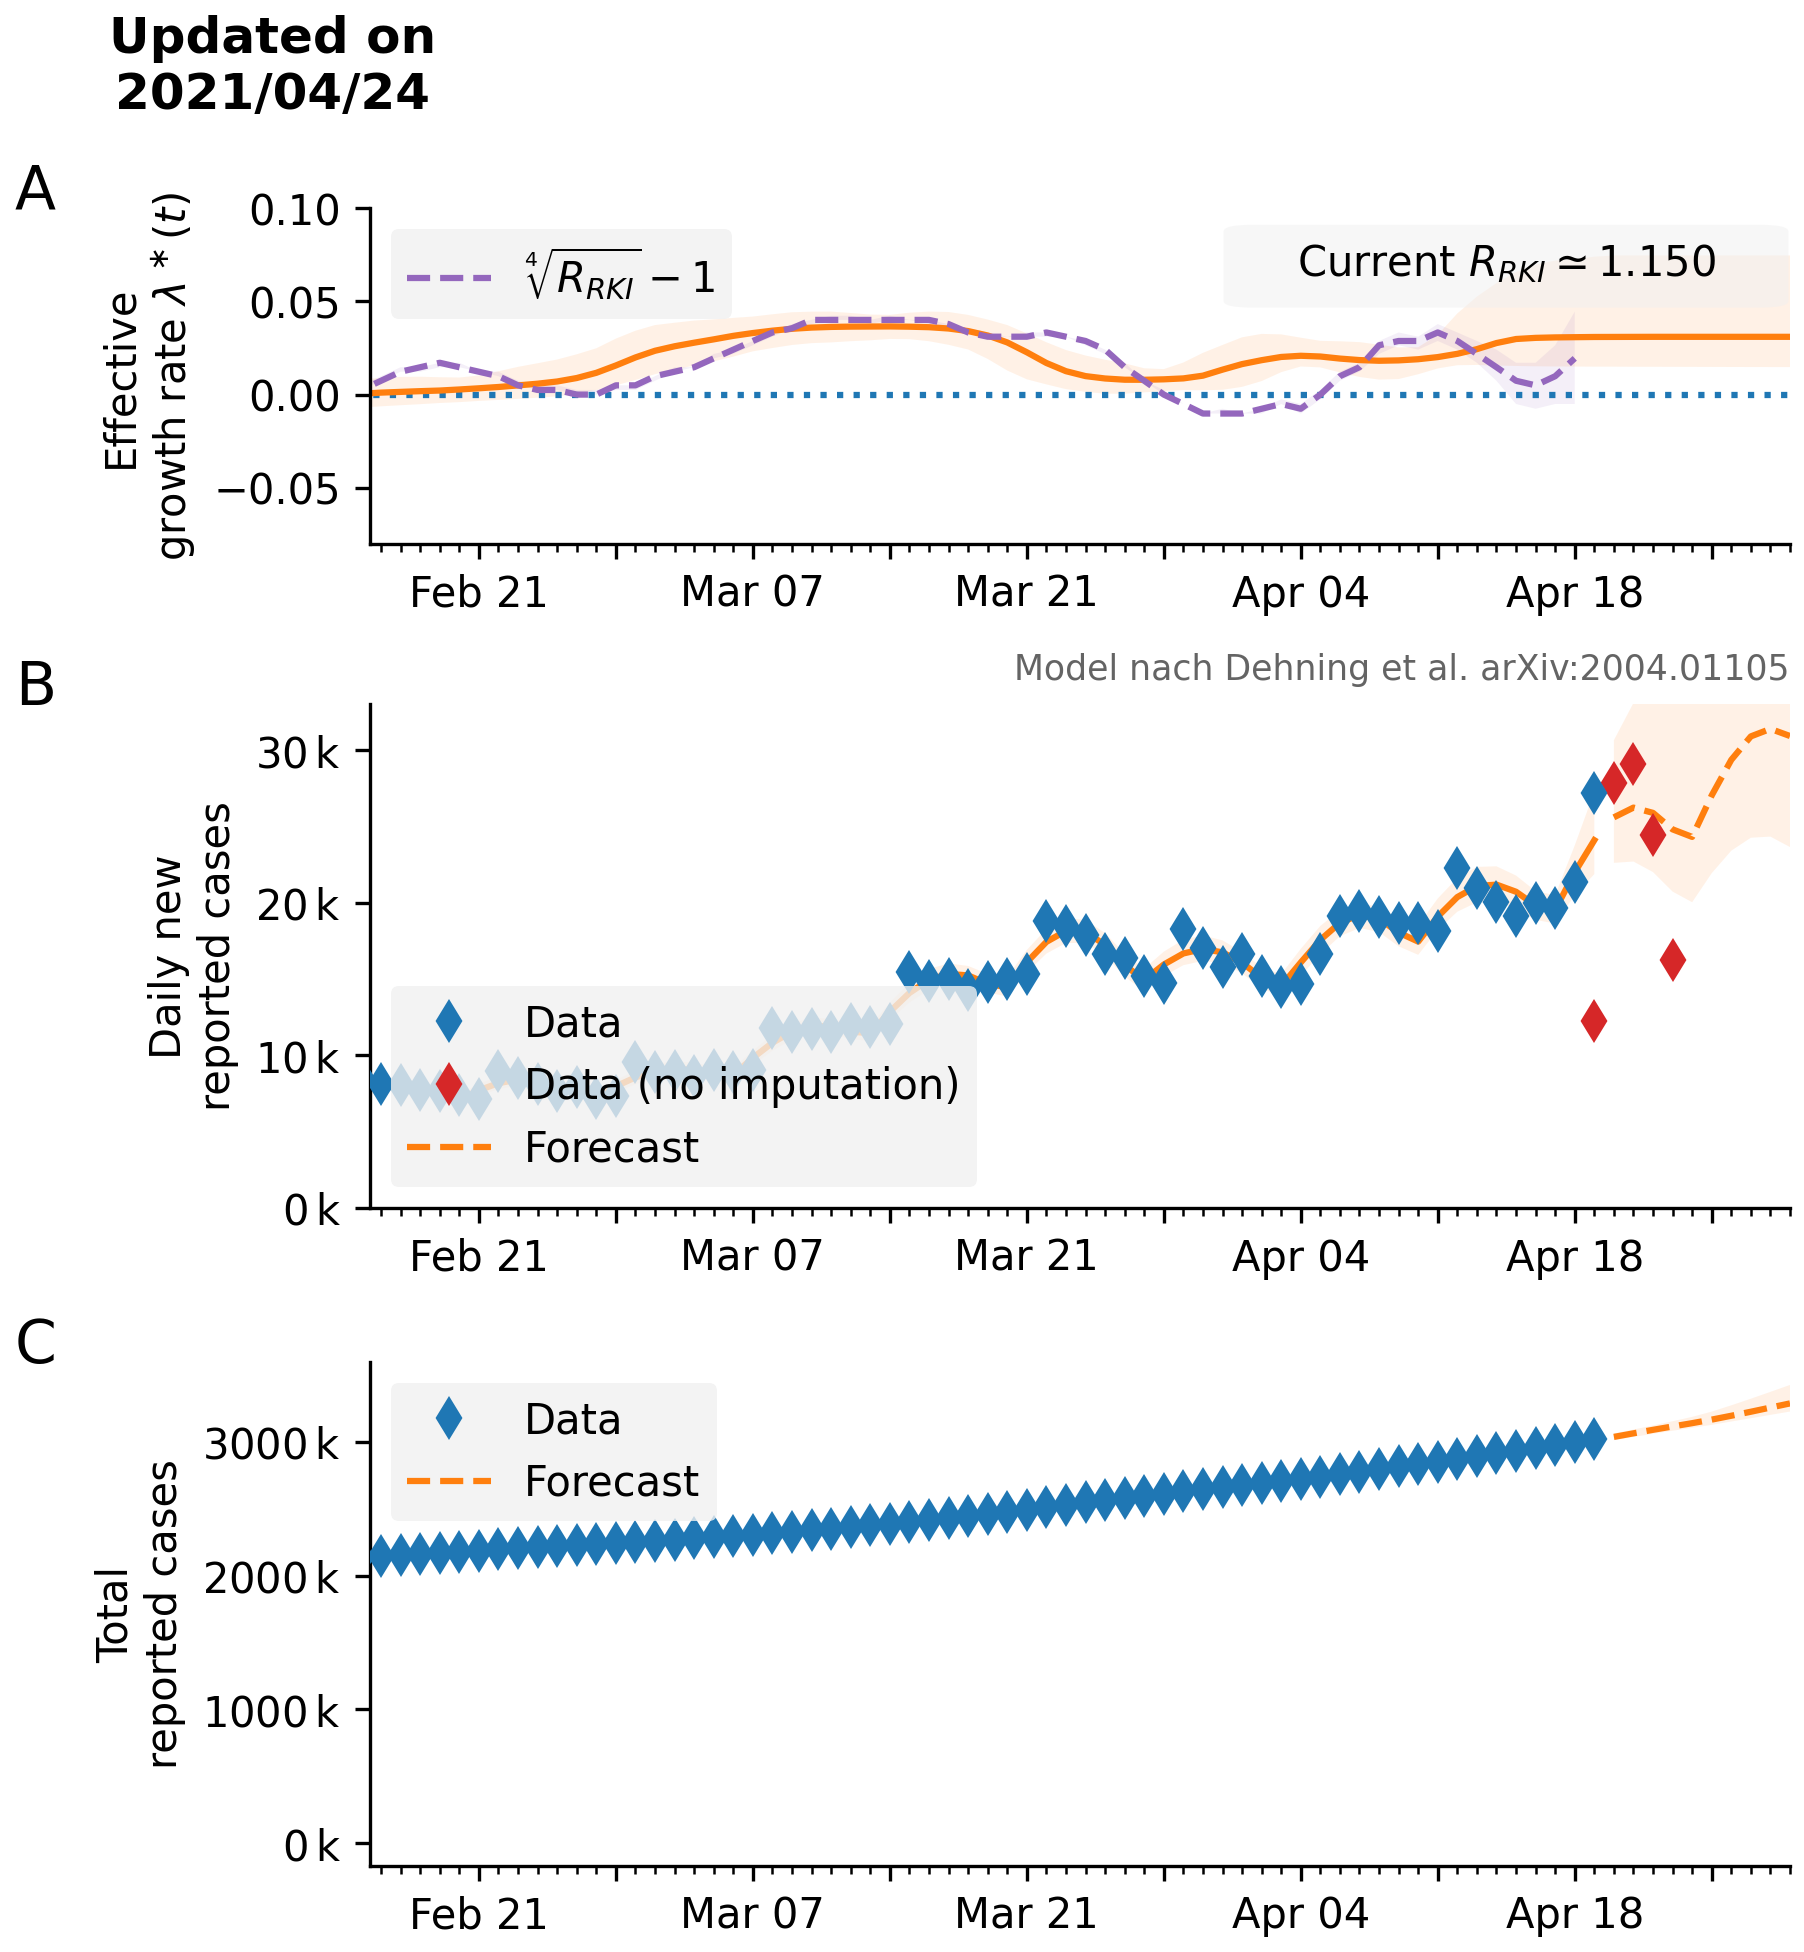 Updated on
2021/04/24
A
Effective
growth rate λ * (t)
0.10
0.05
0.00
−0.05
∜R_RKI − 1
Current R_RKI ≃ 1.150
Feb 21
Mar 07
Mar 21
Apr 04
Apr 18
B
Model nach Dehning et al. arXiv:2004.01105
Daily new
reported cases
30 k
20 k
10 k
0 k
Data
Data (no imputation)
Forecast
Feb 21
Mar 07
Mar 21
Apr 04
Apr 18
C
Total
reported cases
3000 k
2000 k
1000 k
0 k
Data
Forecast
Feb 21
Mar 07
Mar 21
Apr 04
Apr 18